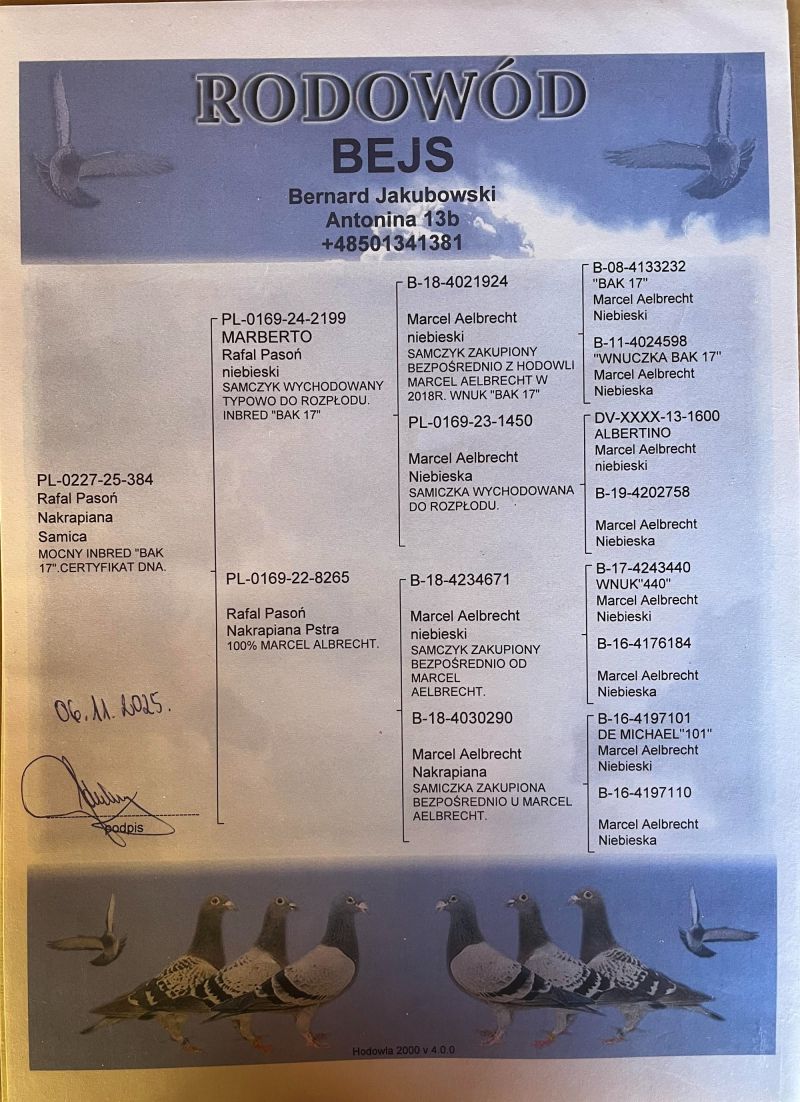 RODOWÓD
BEJS
Bernard Jakubowski
Antonina 13b
+48501341381
PL-0227-25-384
Rafal Pasoń
Nakrapiana
Samica
MOCNY INBRED "BAK
17".CERTYFIKAT DNA.
PL-0169-24-2199
MARBERTO
Rafal Pasoń
niebieski
SAMCZYK WYCHODOWANY
TYPOWO DO ROZPŁODU.
INBRED "BAK 17"
PL-0169-22-8265
Rafal Pasoń
Nakrapiana Pstra
100% MARCEL ALBRECHT.
B-18-4021924
Marcel Aelbrecht
niebieski
SAMCZYK ZAKUPIONY
BEZPOŚREDNIO Z HODOWLI
MARCEL AELBRECHT W
2018R. WNUK "BAK 17"
PL-0169-23-1450
Marcel Aelbrecht
Niebieska
SAMICZKA WYCHODOWANA
DO ROZPŁODU.
B-18-4234671
Marcel Aelbrecht
niebieski
SAMCZYK ZAKUPIONY
BEZPOŚREDNIO OD
MARCEL
AELBRECHT.
B-18-4030290
Marcel Aelbrecht
Nakrapiana
SAMICZKA ZAKUPIONA
BEZPOŚREDNIO U MARCEL
AELBRECHT.
B-08-4133232
"BAK 17"
Marcel Aelbrecht
Niebieski
B-11-4024598
"WNUCZKA BAK 17"
Marcel Aelbrecht
Niebieska
DV-XXXX-13-1600
ALBERTINO
Marcel Aelbrecht
niebieski
B-19-4202758
Marcel Aelbrecht
Niebieska
B-17-4243440
WNUK"440"
Marcel Aelbrecht
Niebieski
B-16-4176184
Marcel Aelbrecht
Niebieska
B-16-4197101
DE MICHAEL"101"
Marcel Aelbrecht
Niebieski
B-16-4197110
Marcel Aelbrecht
Niebieska
06.11.2025.
podpis
Hodowla 2000 v 4.0.0